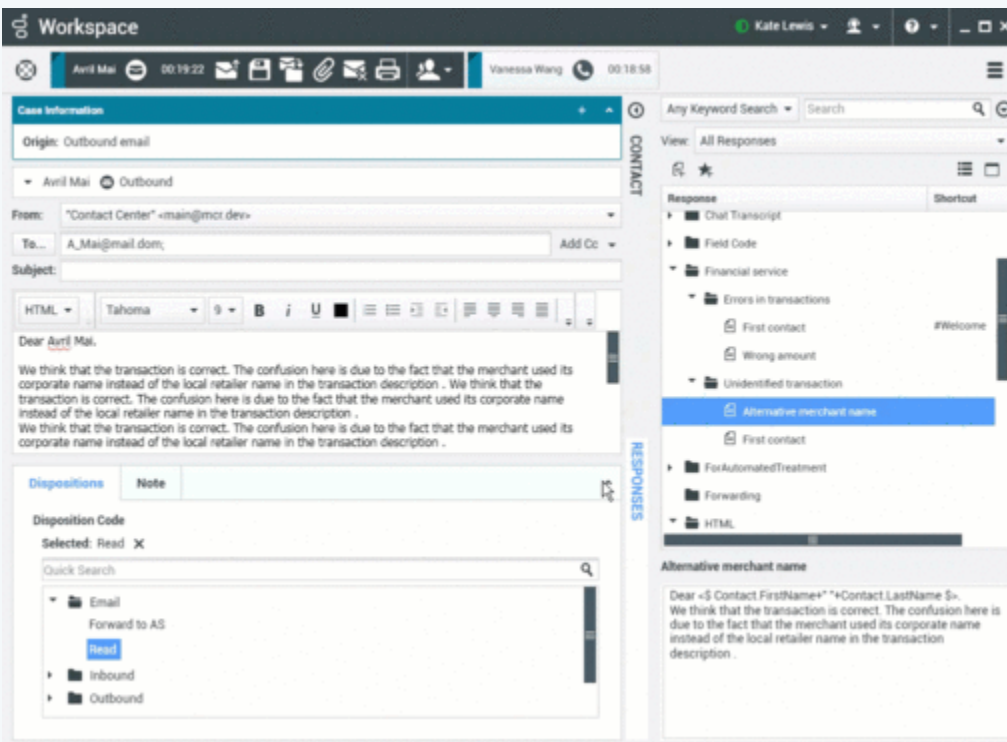 Workspace
Kate Lewis
Avril Mai 00:19:22
Vanessa Wang 00:18:58
Case Information
Origin: Outbound email
Avril Mai Outbound
From: "Contact Center" <main@mcr.dev>
To... A_Mai@mail.dom;
Add Cc
Subject:
HTML Tahoma 9 B i U
Dear Avril Mai.
We think that the transaction is correct. The confusion here is due to the fact that the merchant used its
corporate name instead of the local retailer name in the transaction description . We think that the
transaction is correct. The confusion here is due to the fact that the merchant used its corporate name
instead of the local retailer name in the transaction description .
We think that the transaction is correct. The confusion here is due to the fact that the merchant used its
corporate name instead of the local retailer name in the transaction description .
Dispositions Note
Disposition Code
Selected: Read X
Quick Search
Email
Forward to AS
Read
Inbound
Outbound
CONTACT
RESPONSES
Any Keyword Search
Search
View: All Responses
Response Shortcut
Chat Transcript
Field Code
Financial service
Errors in transactions
First contact #Welcome
Wrong amount
Unidentified transaction
Alternative merchant name
First contact
ForAutomatedTreatment
Forwarding
HTML
Alternative merchant name
Dear <$ Contact.FirstName+" "+Contact.LastName $>.
We think that the transaction is correct. The confusion here is
due to the fact that the merchant used its corporate name
instead of the local retailer name in the transaction
description .